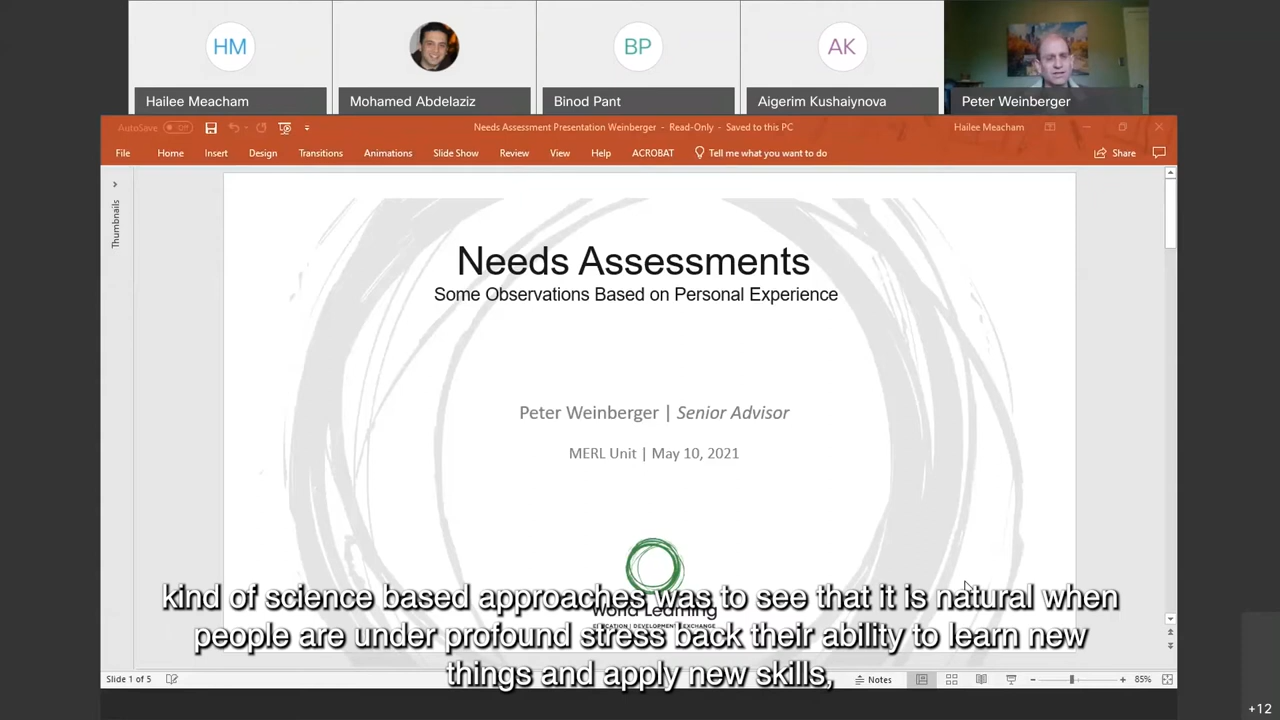 HM
BP
AK
Hailee Meacham
Mohamed Abdelaziz
Binod Pant
Aigerim Kushaiynova
Peter Weinberger
AutoSave Off
Needs Assessment Presentation Weinberger - Read-Only - Saved to this PC
Hailee Meacham
File Home Insert Design Transitions Animations Slide Show Review View Help ACROBAT Tell me what you want to do Share
Thumbnails
Needs Assessments
Some Observations Based on Personal Experience
Peter Weinberger | Senior Advisor
MERL Unit | May 10, 2021
World Learning
EDUCATION | DEVELOPMENT | EXCHANGE
kind of science based approaches was to see that it is natural when
people are under profound stress back their ability to learn new
things and apply new skills,
Slide 1 of 5
Notes
85%
+12